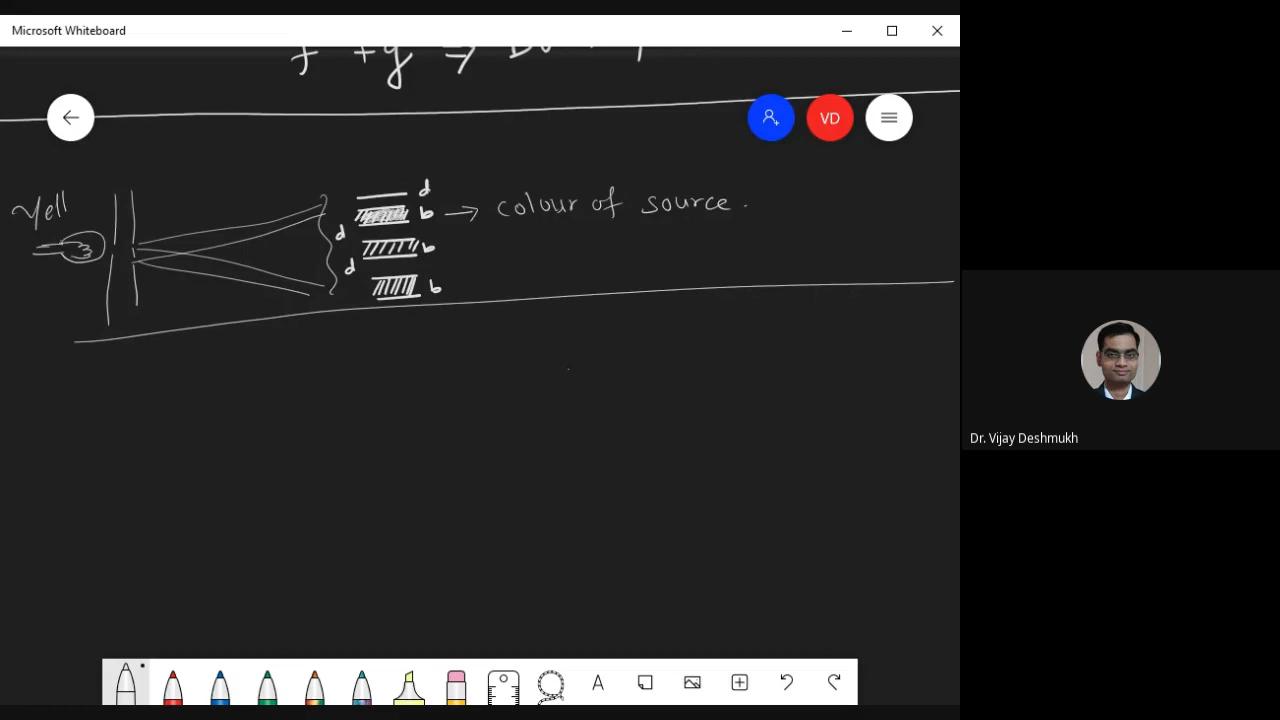 Microsoft Whiteboard
+y ⇒
VD
Yell
d
b → colour of source.
d
b
d
b
Dr. Vijay Deshmukh
A